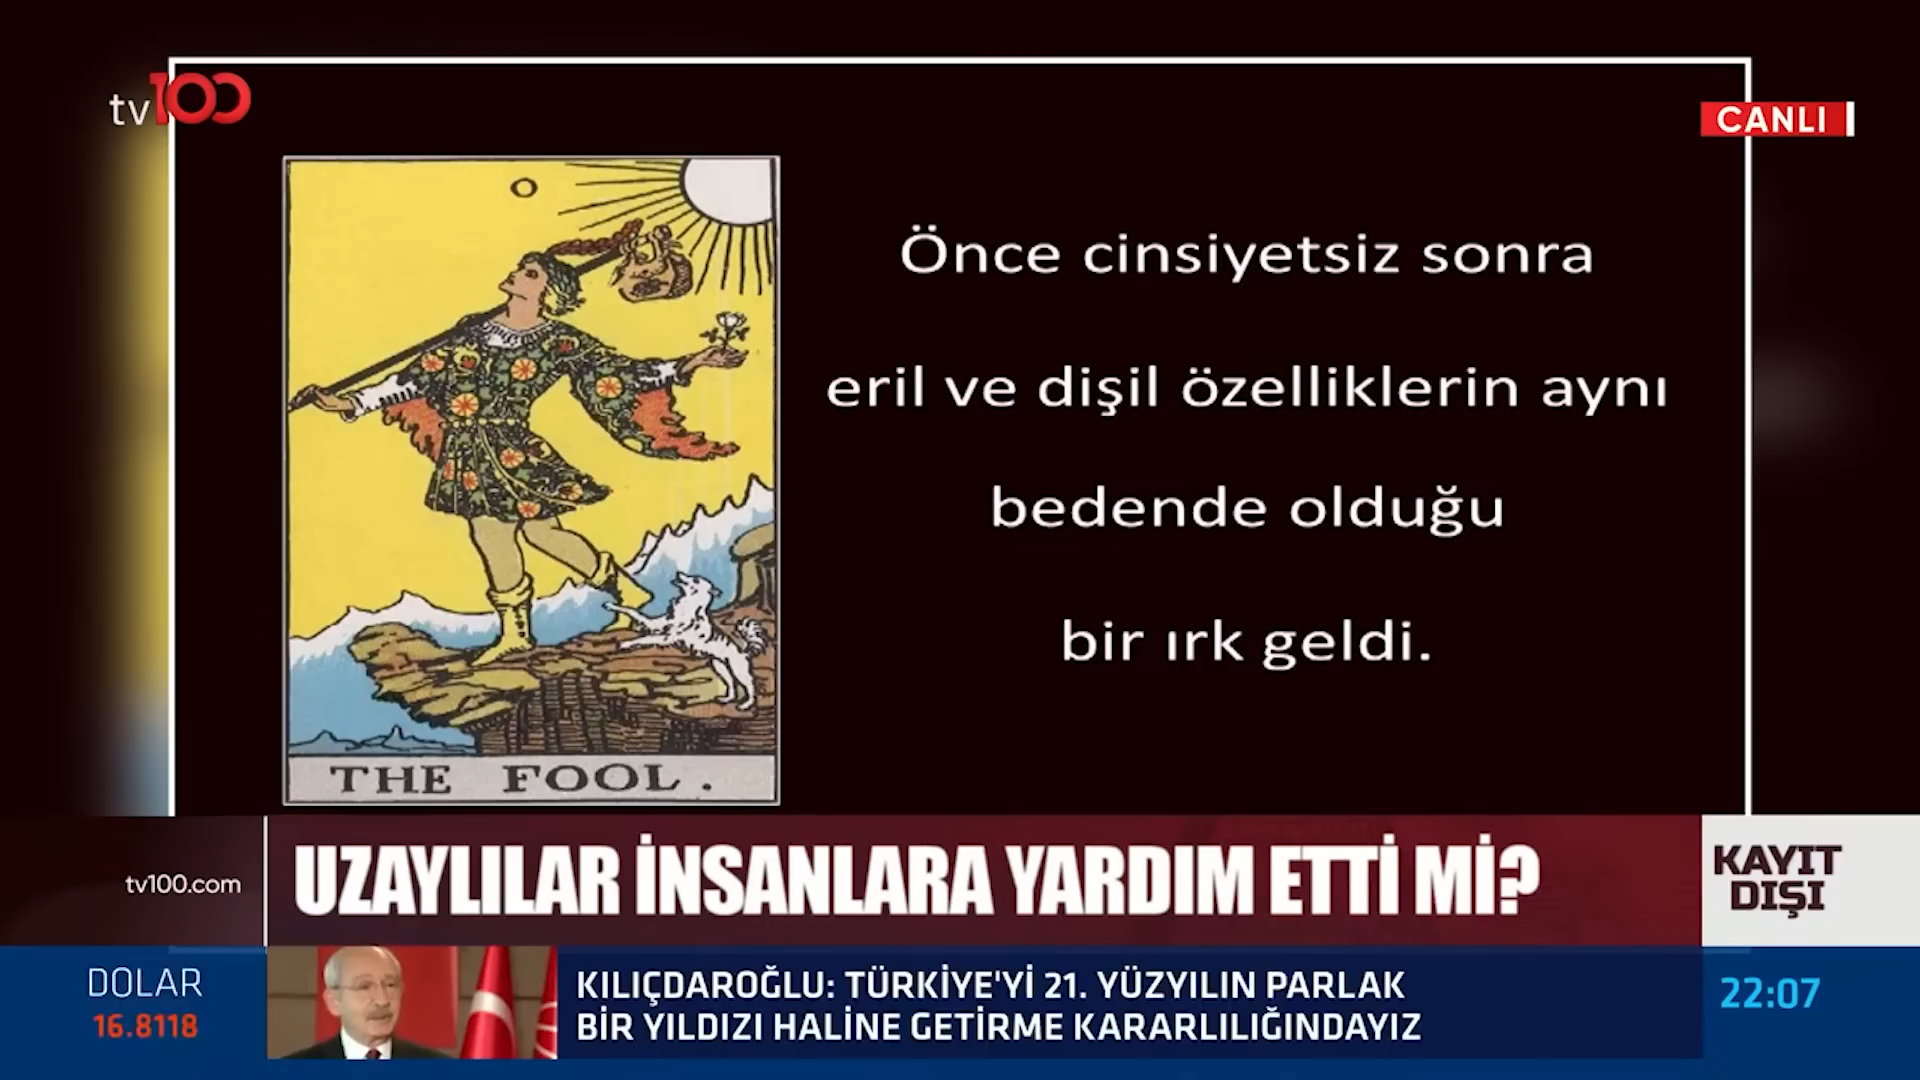 tv100
CANLI
0
THE FOOL.
Önce cinsiyetsiz sonra
eril ve dişil özelliklerin aynı
bedende olduğu
bir ırk geldi.
tv100.com
UZAYLILAR İNSANLARA YARDIM ETTİ Mİ?
KAYIT
DIŞI
DOLAR
16.8118
KILIÇDAROĞLU: TÜRKİYE'Yİ 21. YÜZYILIN PARLAK
BİR YILDIZI HALİNE GETİRME KARARLILIĞINDAYIZ
22:07